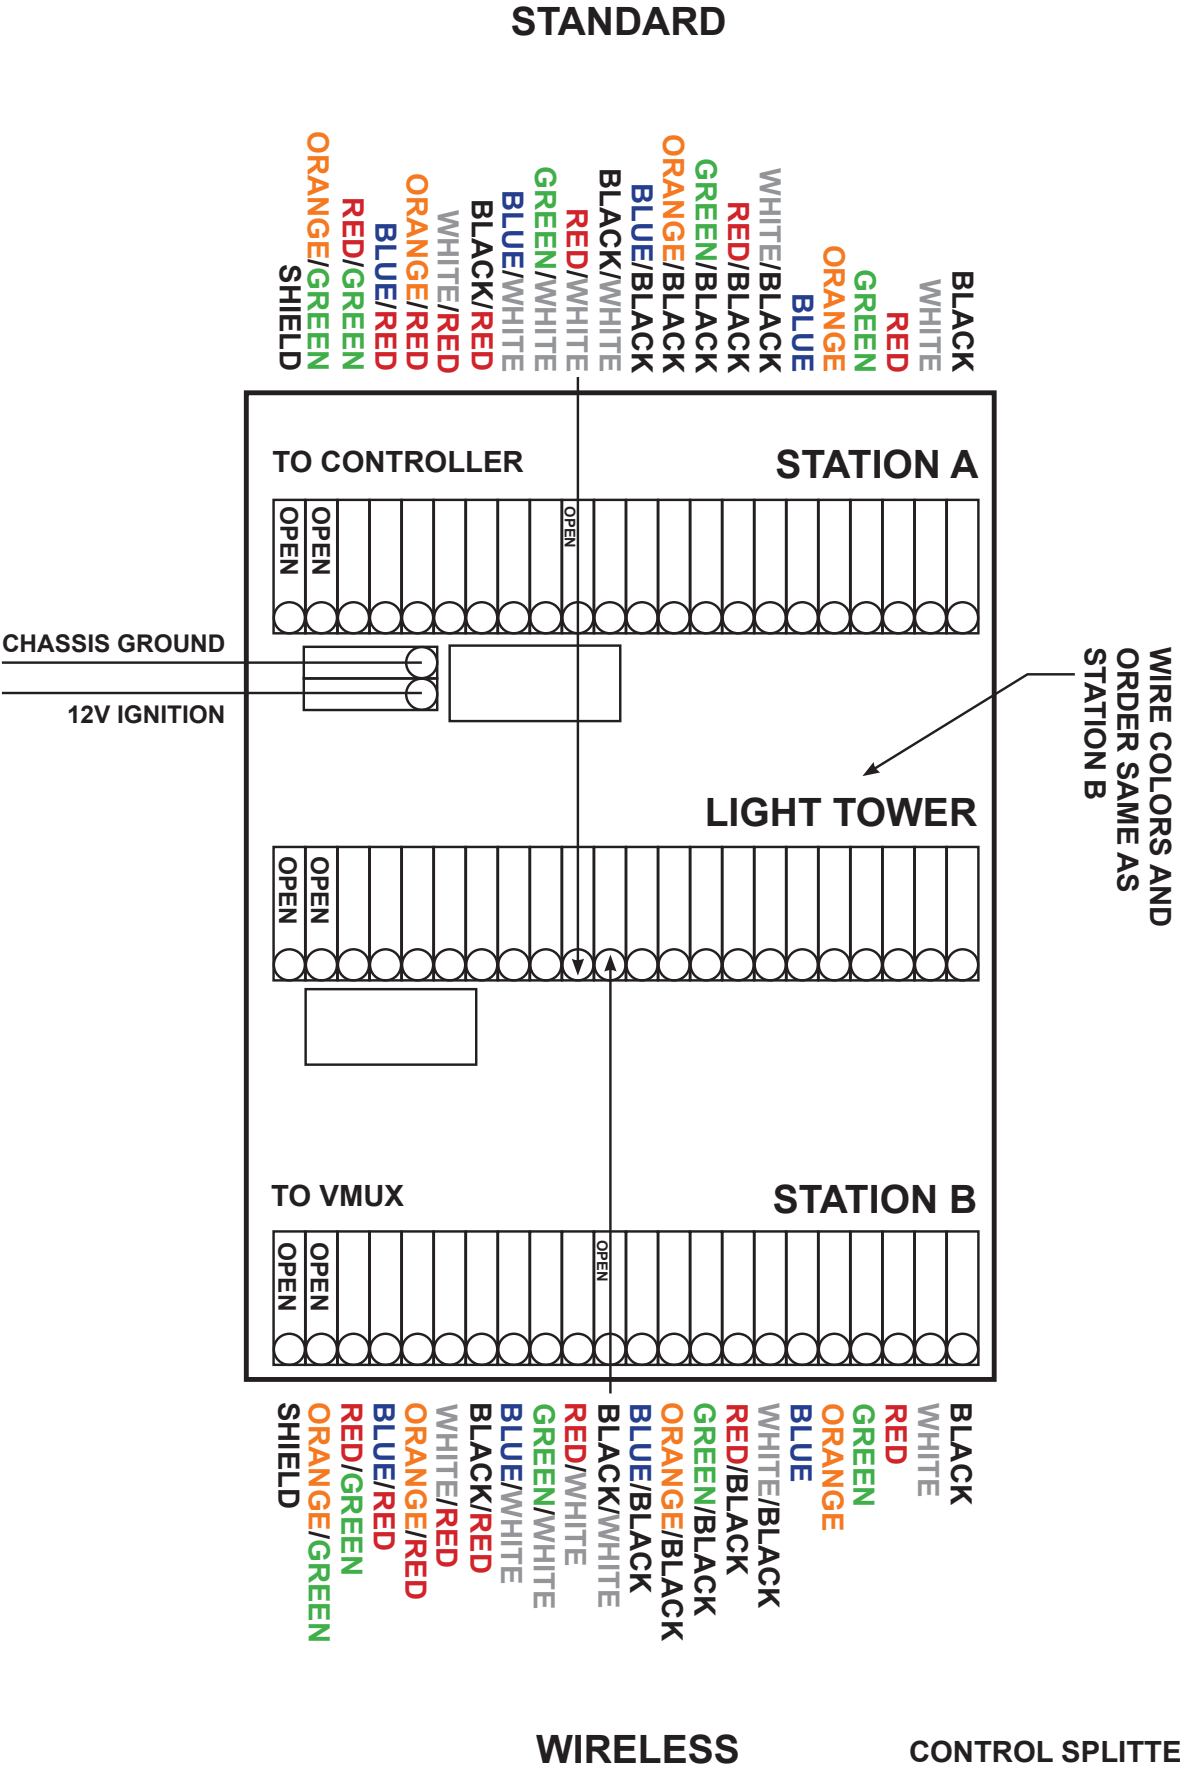 STANDARD
SHIELD
ORANGE/GREEN
RED/GREEN
BLUE/RED
ORANGE/RED
WHITE/RED
BLACK/RED
BLUE/WHITE
GREEN/WHITE
RED/WHITE
BLACK/WHITE
BLUE/BLACK
ORANGE/BLACK
GREEN/BLACK
RED/BLACK
WHITE/BLACK
BLUE
ORANGE
GREEN
RED
WHITE
BLACK
TO CONTROLLER
STATION A
OPEN
OPEN
OPEN
CHASSIS GROUND
12V IGNITION
WIRE COLORS AND
ORDER SAME AS
STATION B
LIGHT TOWER
OPEN
OPEN
TO VMUX
STATION B
OPEN
OPEN
OPEN
SHIELD
ORANGE/GREEN
RED/GREEN
BLUE/RED
ORANGE/RED
WHITE/RED
BLACK/RED
BLUE/WHITE
GREEN/WHITE
RED/WHITE
BLACK/WHITE
BLUE/BLACK
ORANGE/BLACK
GREEN/BLACK
RED/BLACK
WHITE/BLACK
BLUE
ORANGE
GREEN
RED
WHITE
BLACK
WIRELESS
CONTROL SPLITTE